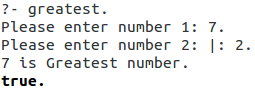 ?- greatest.
Please enter number 1: 7.
Please enter number 2: |: 2.
7 is Greatest number.
true.